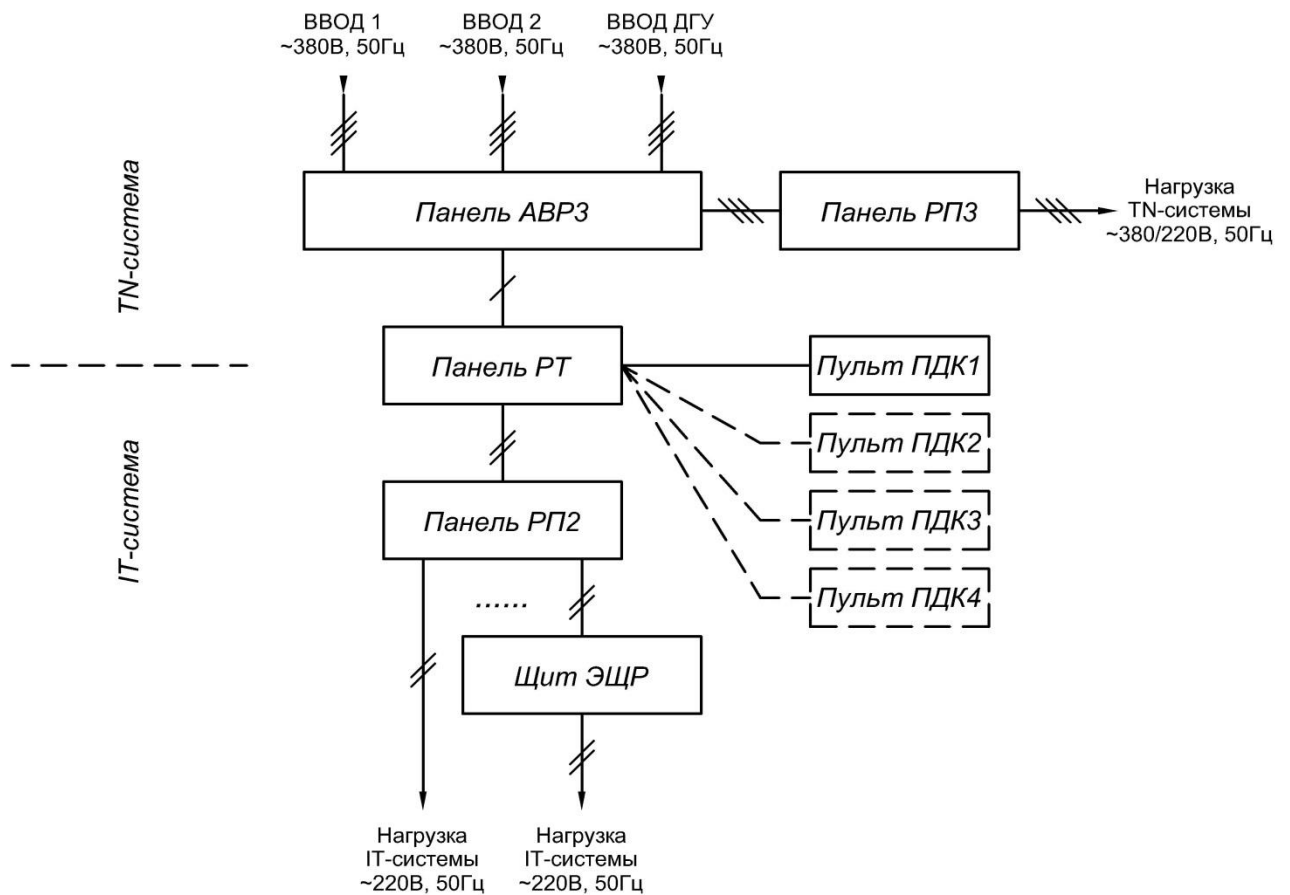 ВВОД 1
~380В, 50Гц
ВВОД 2
~380В, 50Гц
ВВОД ДГУ
~380В, 50Гц
TN-система
Панель АВР3
Панель РП3
Нагрузка
TN-системы
~380/220В, 50Гц
Панель РТ
Пульт ПДК1
Пульт ПДК2
Пульт ПДК3
Пульт ПДК4
IT-система
Панель РП2
......
Щит ЭЩР
Нагрузка
IT-системы
~220В, 50Гц
Нагрузка
IT-системы
~220В, 50Гц